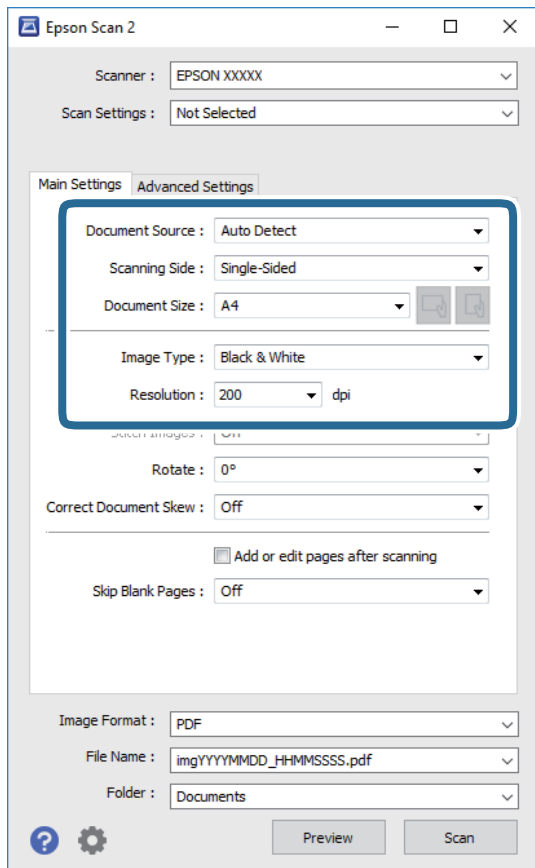 Epson Scan 2
Scanner : EPSON XXXXX
Scan Settings : Not Selected
Main Settings Advanced Settings
Document Source : Auto Detect
Scanning Side : Single-Sided
Document Size : A4
Image Type : Black & White
Resolution : 200 dpi
Stitch Images : Off
Rotate : 0°
Correct Document Skew : Off
Add or edit pages after scanning
Skip Blank Pages : Off
Image Format : PDF
File Name : imgYYYYMMDD_HHMMSSSS.pdf
Folder : Documents
? Preview Scan